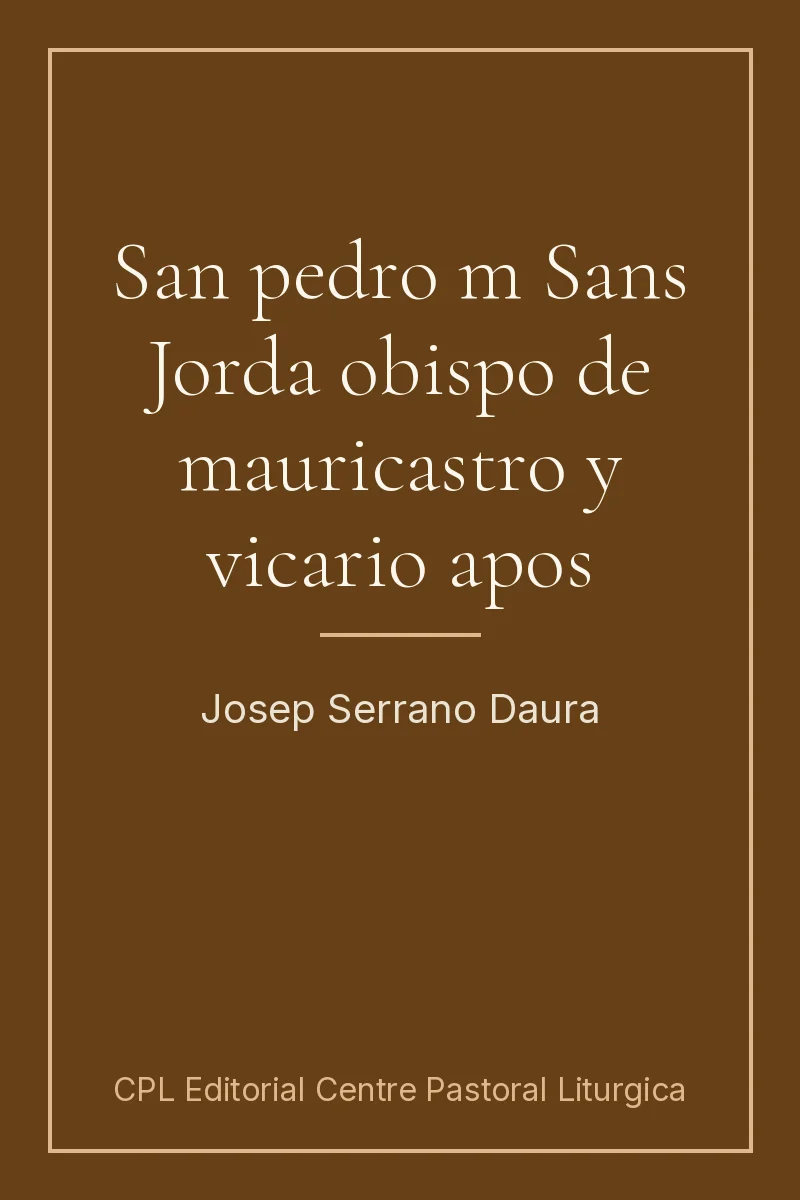 San pedro m Sans
Jorda obispo de
mauricastro y
vicario apos
Josep Serrano Daura
CPL Editorial Centre Pastoral Liturgica